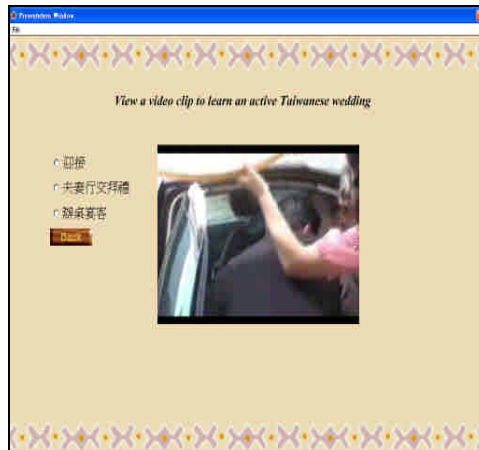 Presentation Window
File
View a video clip to learn an active Taiwanese wedding
迎接
夫妻行交拜禮
辦桌宴客
Back